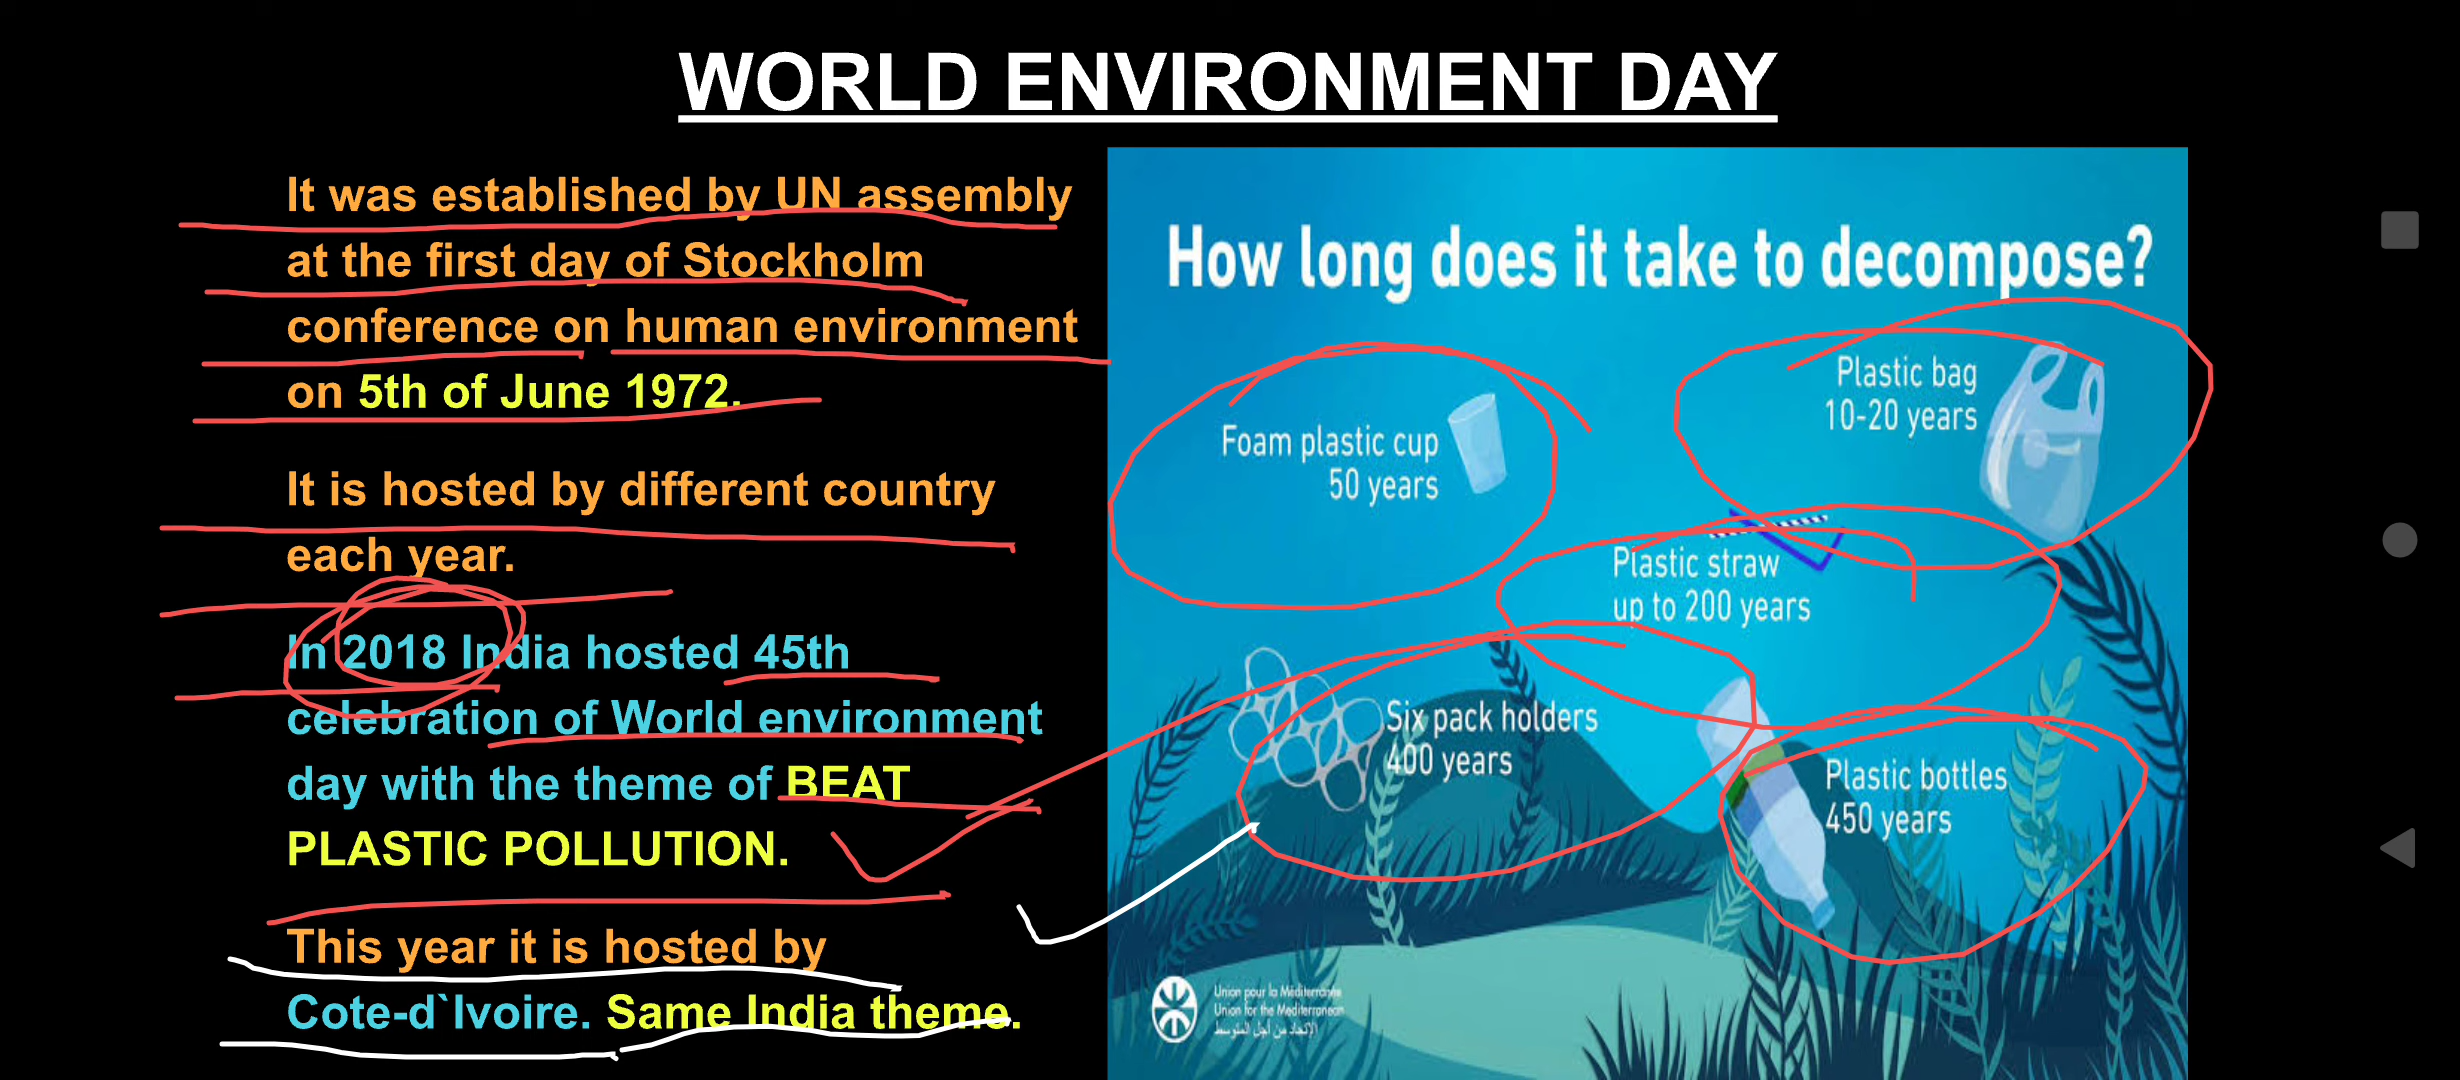 WORLD ENVIRONMENT DAY
It was established by UN assembly
at the first day of Stockholm
conference on human environment
on 5th of June 1972.
It is hosted by different country
each year.
In 2018 India hosted 45th
celebration of World environment
day with the theme of BEAT
PLASTIC POLLUTION.
This year it is hosted by
Cote-d`Ivoire. Same India theme.
How long does it take to decompose?
Plastic bag
10-20 years
Foam plastic cup
50 years
Plastic straw
up to 200 years
Six pack holders
400 years
Plastic bottles
450 years
Union pour la Méditerranée
Union for the Mediterranean
الاتحاد من أجل المتوسط